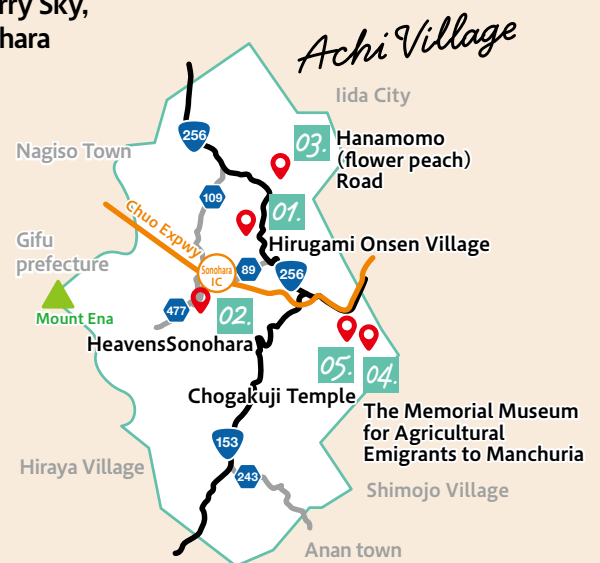 rry Sky,
hara
Achi Village
Iida City
256
03.
Hanamomo
(flower peach)
Road
Nagiso Town
109
01.
Chuo Expwy
Hirugami Onsen Village
Gifu
prefecture
Sonohara
IC
89
256
Mount Ena
477
02.
HeavensSonohara
05.
04.
Chogakuji Temple
The Memorial Museum
for Agricultural
Emigrants to Manchuria
153
Hiraya Village
243
Shimojo Village
Anan town